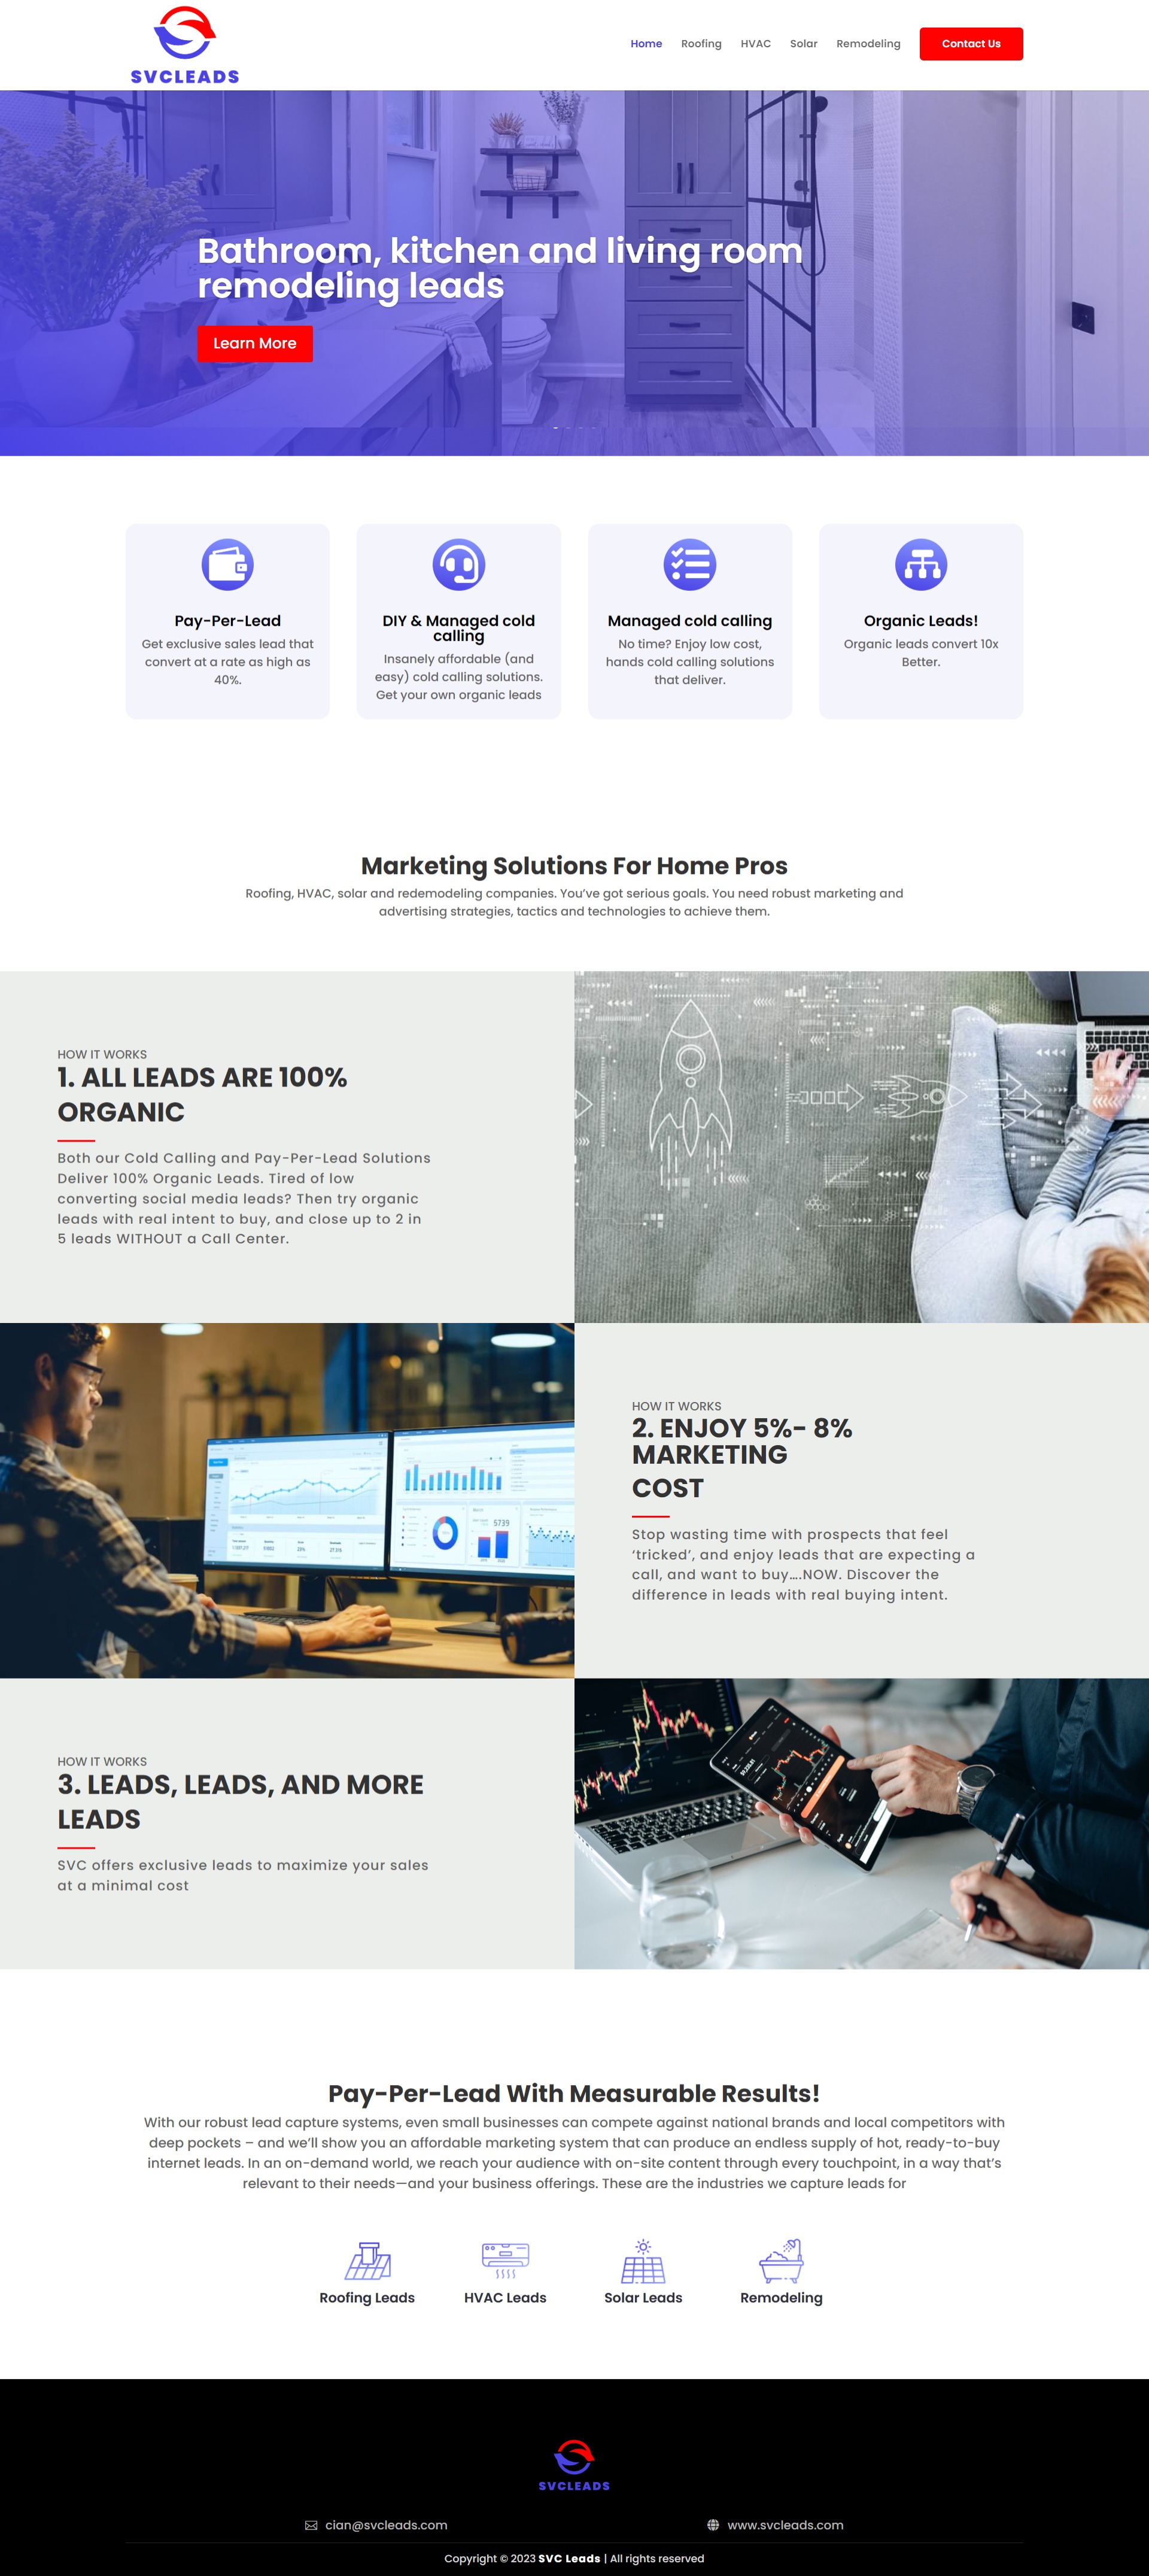 SVCLEADS
Home
Roofing
HVAC
Solar
Remodeling
Contact Us
Bathroom, kitchen and living room
remodeling leads
Learn More
Pay-Per-Lead
Get exclusive sales lead that
convert at a rate as high as
40%.
DIY & Managed cold
calling
Insanely affordable (and
easy) cold calling solutions.
Get your own organic leads
Managed cold calling
No time? Enjoy low cost,
hands cold calling solutions
that deliver.
Organic Leads!
Organic leads convert 10x
Better.
Marketing Solutions For Home Pros
Roofing, HVAC, solar and redemodeling companies. You’ve got serious goals. You need robust marketing and
advertising strategies, tactics and technologies to achieve them.
HOW IT WORKS
1. ALL LEADS ARE 100%
ORGANIC
Both our Cold Calling and Pay-Per-Lead Solutions
Deliver 100% Organic Leads. Tired of low
converting social media leads? Then try organic
leads with real intent to buy, and close up to 2 in
5 leads WITHOUT a Call Center.
5739
HOW IT WORKS
2. ENJOY 5%- 8%
MARKETING
COST
Stop wasting time with prospects that feel
‘tricked’, and enjoy leads that are expecting a
call, and want to buy….NOW. Discover the
difference in leads with real buying intent.
HOW IT WORKS
3. LEADS, LEADS, AND MORE
LEADS
SVC offers exclusive leads to maximize your sales
at a minimal cost
Pay-Per-Lead With Measurable Results!
With our robust lead capture systems, even small businesses can compete against national brands and local competitors with
deep pockets – and we’ll show you an affordable marketing system that can produce an endless supply of hot, ready-to-buy
internet leads. In an on-demand world, we reach your audience with on-site content through every touchpoint, in a way that’s
relevant to their needs—and your business offerings. These are the industries we capture leads for
Roofing Leads
HVAC Leads
Solar Leads
Remodeling
SVCLEADS
cian@svcleads.com
www.svcleads.com
Copyright © 2023 SVC Leads | All rights reserved